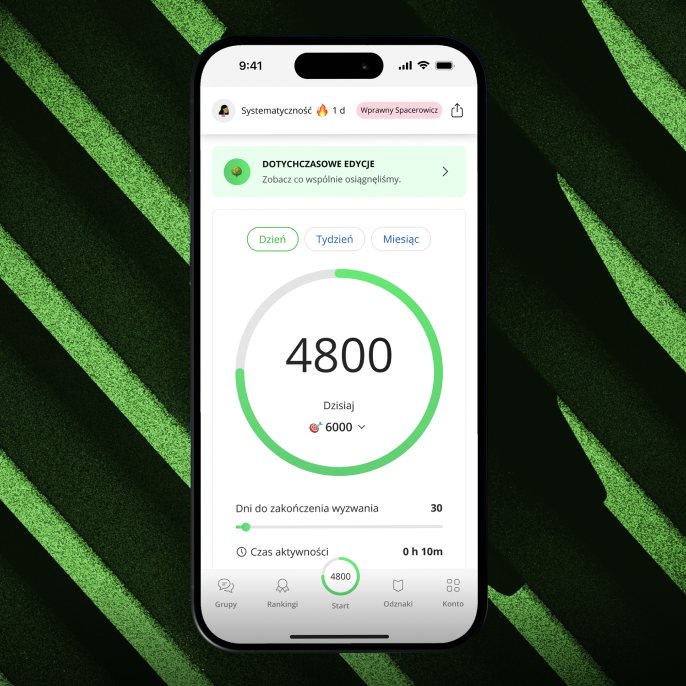 9:41
Systematyczność 🔥 1 d
Wprawny Spacerowicz
DOTYCHCZASOWE EDYCJE
Zobacz co wspólnie osiągnęliśmy.
Dzień
Tydzień
Miesiąc
4800
Dzisiaj
🎯 6000
Dni do zakończenia wyzwania 30
Czas aktywności 0 h 10m
4800
Grupy
Rankingi
Start
Odznaki
Konto